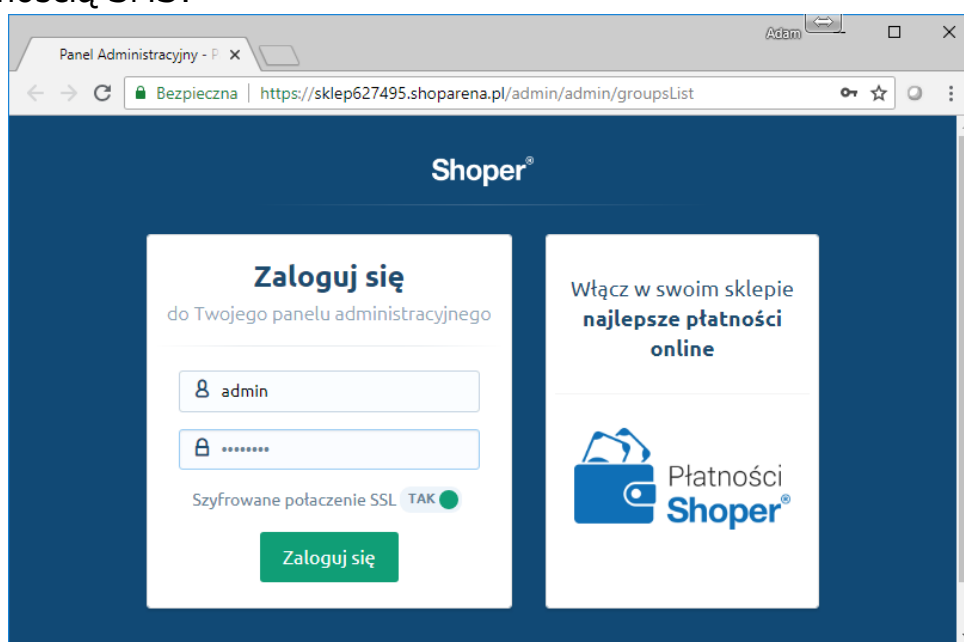 Panel Administracyjny - P
Adam
Bezpieczna | https://sklep627495.shoparena.pl/admin/admin/groupsList
Shoper®
Zaloguj się
do Twojego panelu administracyjnego
admin
••••••••
Szyfrowane połaczenie SSL TAK
Zaloguj się
Włącz w swoim sklepie
najlepsze płatności
online
Płatności
Shoper®